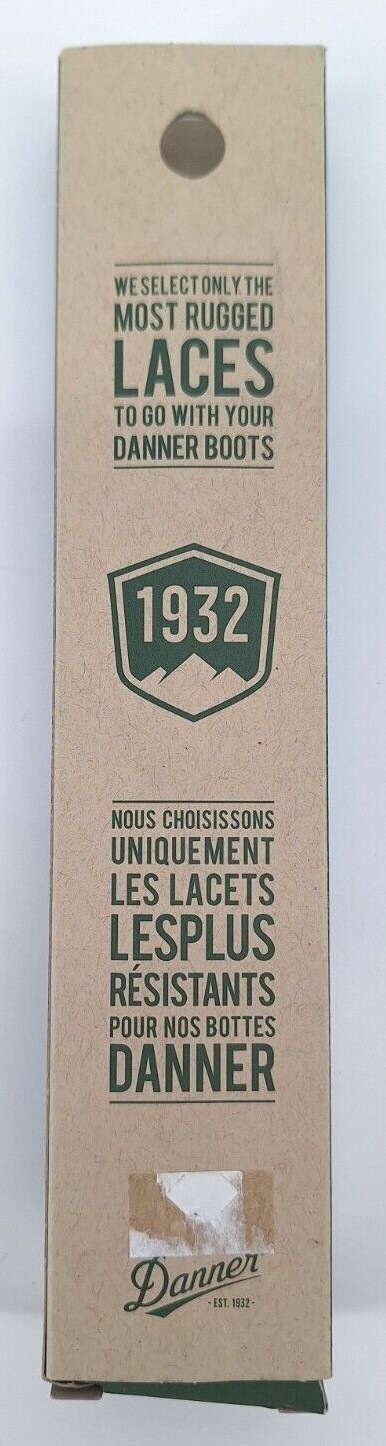 WE SELECT ONLY THE
MOST RUGGED
LACES
TO GO WITH YOUR
DANNER BOOTS
1932
NOUS CHOISISSONS
UNIQUEMENT
LES LACETS
LESPLUS
RÉSISTANTS
POUR NOS BOTTES
DANNER
Danner
- EST. 1932 -